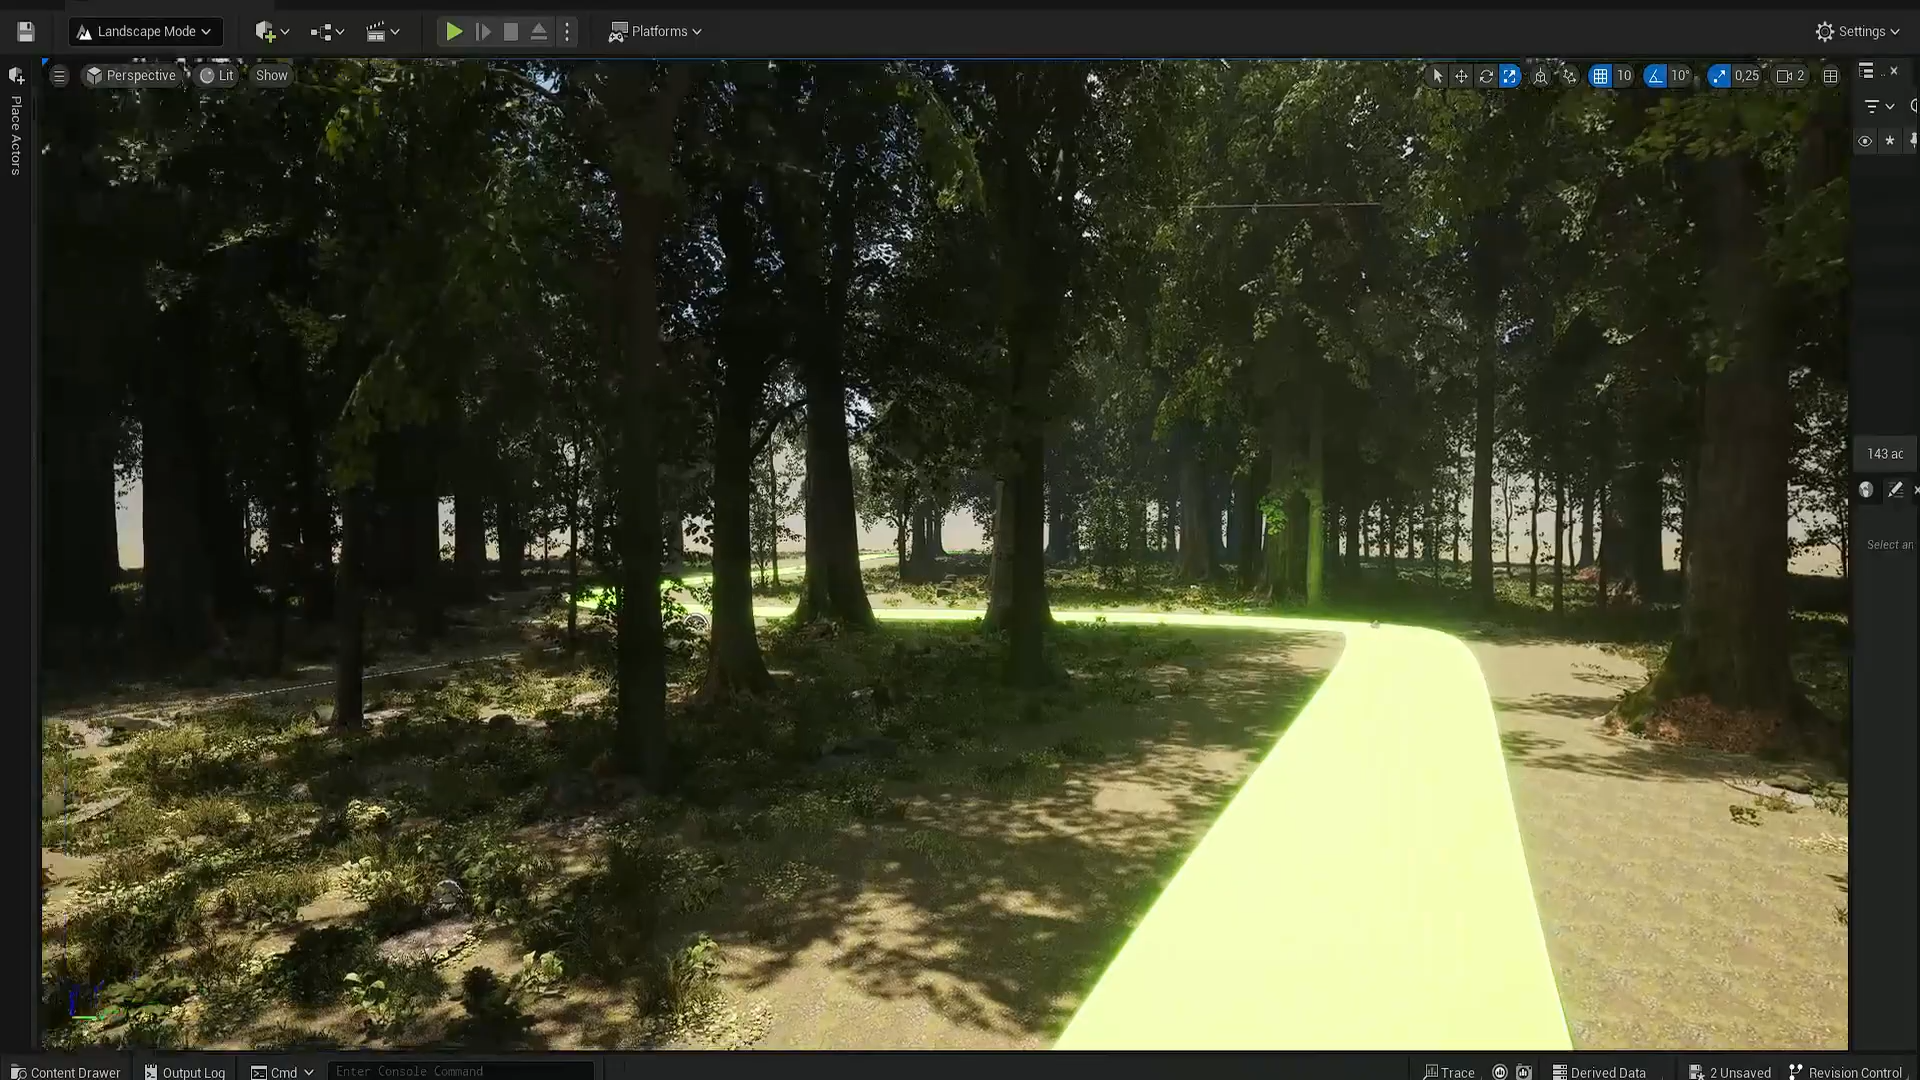 Landscape Mode
Platforms
Settings
Perspective
Lit
Show
10
10°
0,25
2
Place Actors
143 ac
Select an
Content Drawer
Output Log
Cmd
Enter Console Command
Trace
Derived Data
2 Unsaved
Revision Control